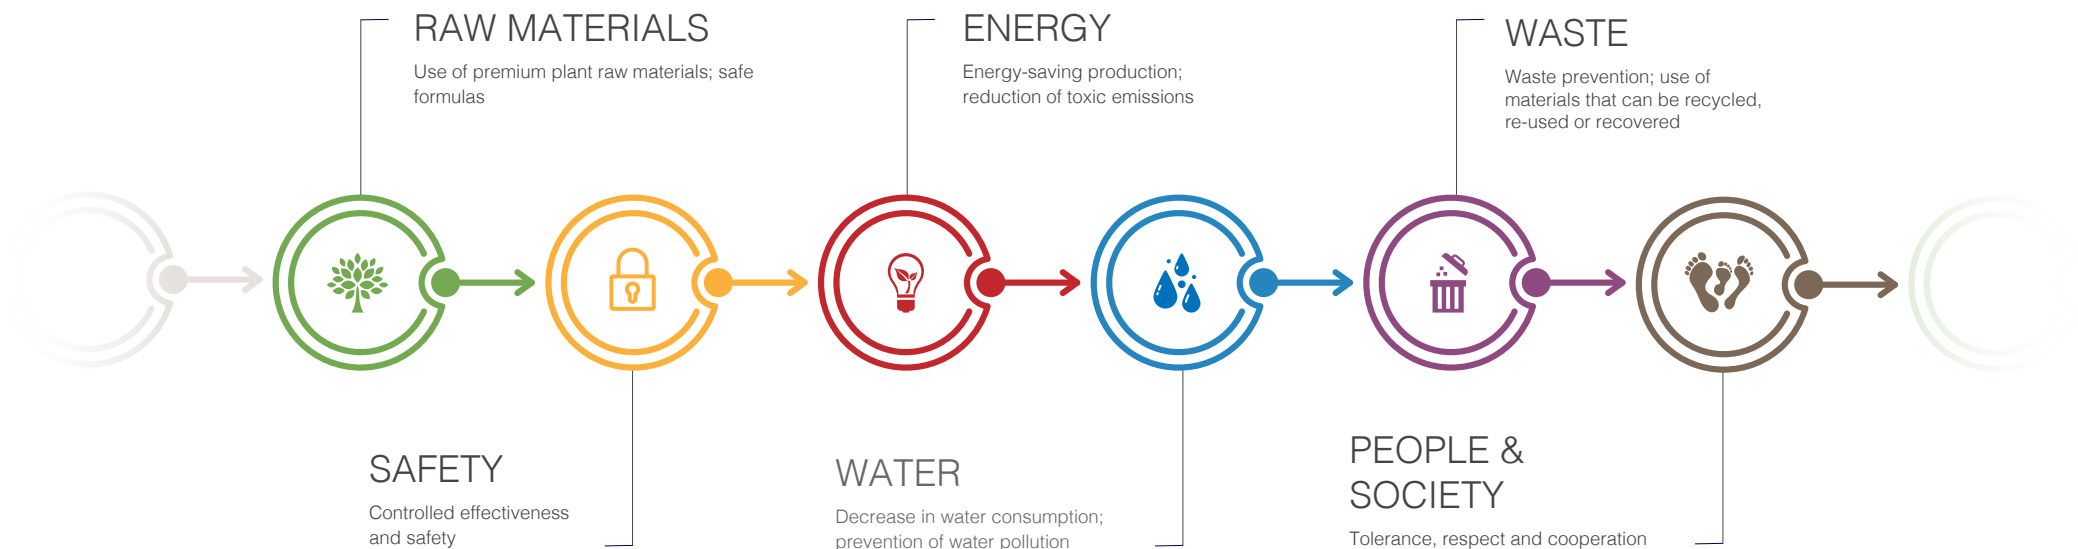 RAW MATERIALS
Use of premium plant raw materials; safe
formulas
ENERGY
Energy-saving production;
reduction of toxic emissions
WASTE
Waste prevention; use of
materials that can be recycled,
re-used or recovered
SAFETY
Controlled effectiveness
and safety
WATER
Decrease in water consumption;
prevention of water pollution
PEOPLE &
SOCIETY
Tolerance, respect and cooperation